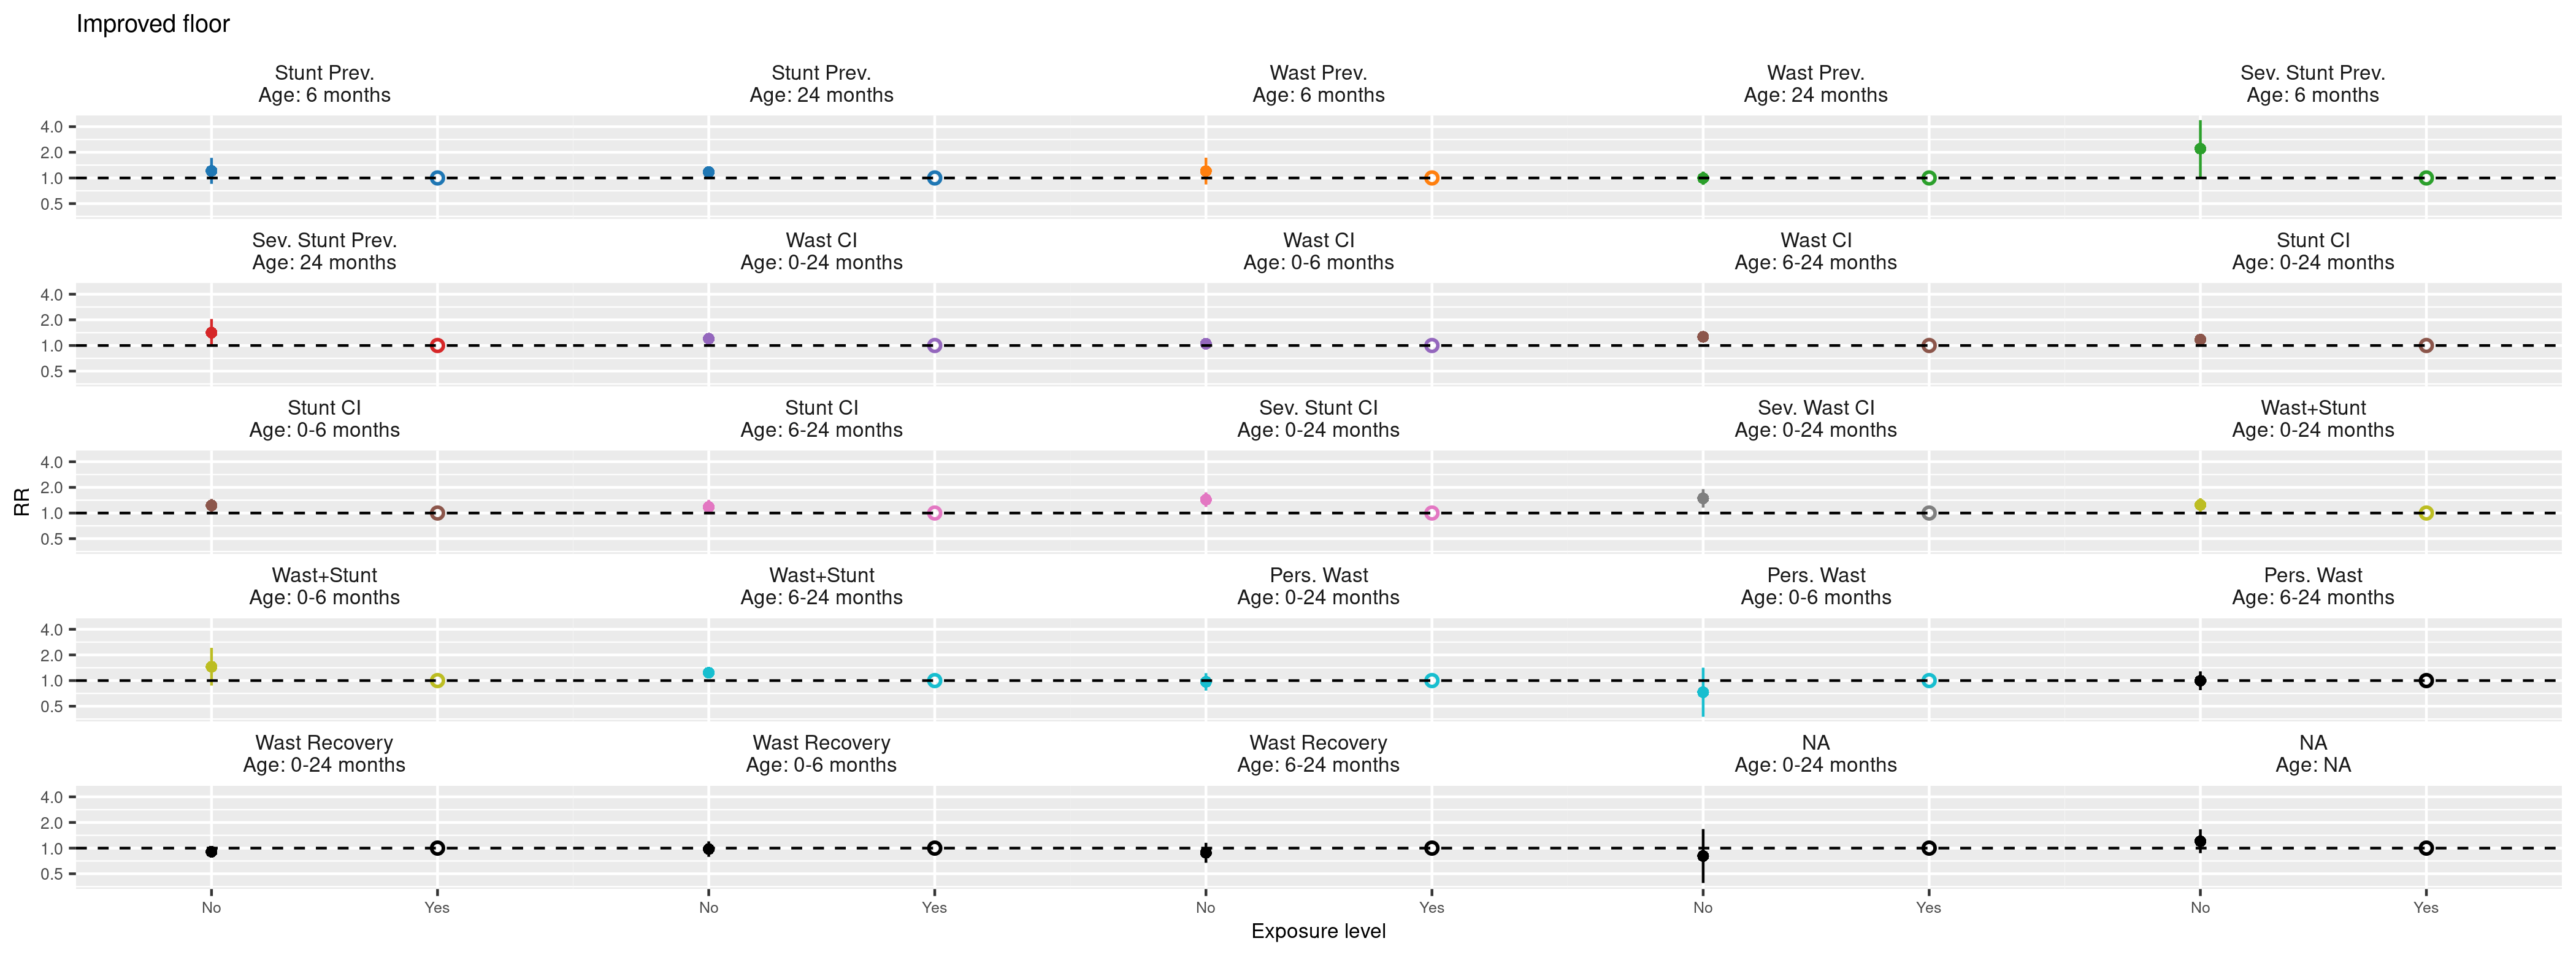 Improved floor
Stunt Prev.
Age: 6 months
Stunt Prev.
Age: 24 months
Wast Prev.
Age: 6 months
Wast Prev.
Age: 24 months
Sev. Stunt Prev.
Age: 6 months
4.0
2.0
1.0
0.5
Sev. Stunt Prev.
Age: 24 months
Wast CI
Age: 0-24 months
Wast CI
Age: 0-6 months
Wast CI
Age: 6-24 months
Stunt CI
Age: 0-24 months
4.0
2.0
1.0
0.5
Stunt CI
Age: 0-6 months
Stunt CI
Age: 6-24 months
Sev. Stunt CI
Age: 0-24 months
Sev. Wast CI
Age: 0-24 months
Wast+Stunt
Age: 0-24 months
4.0
2.0
1.0
0.5
RR
Wast+Stunt
Age: 0-6 months
Wast+Stunt
Age: 6-24 months
Pers. Wast
Age: 0-24 months
Pers. Wast
Age: 0-6 months
Pers. Wast
Age: 6-24 months
4.0
2.0
1.0
0.5
Wast Recovery
Age: 0-24 months
Wast Recovery
Age: 0-6 months
Wast Recovery
Age: 6-24 months
NA
Age: 0-24 months
NA
Age: NA
4.0
2.0
1.0
0.5
No Yes No Yes No Yes No Yes No Yes
Exposure level